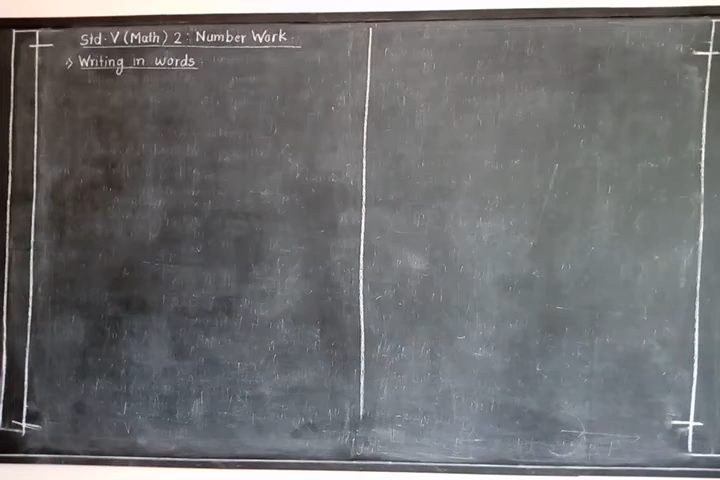 Std. V (Math) 2: Number Work.
→ Writing in words